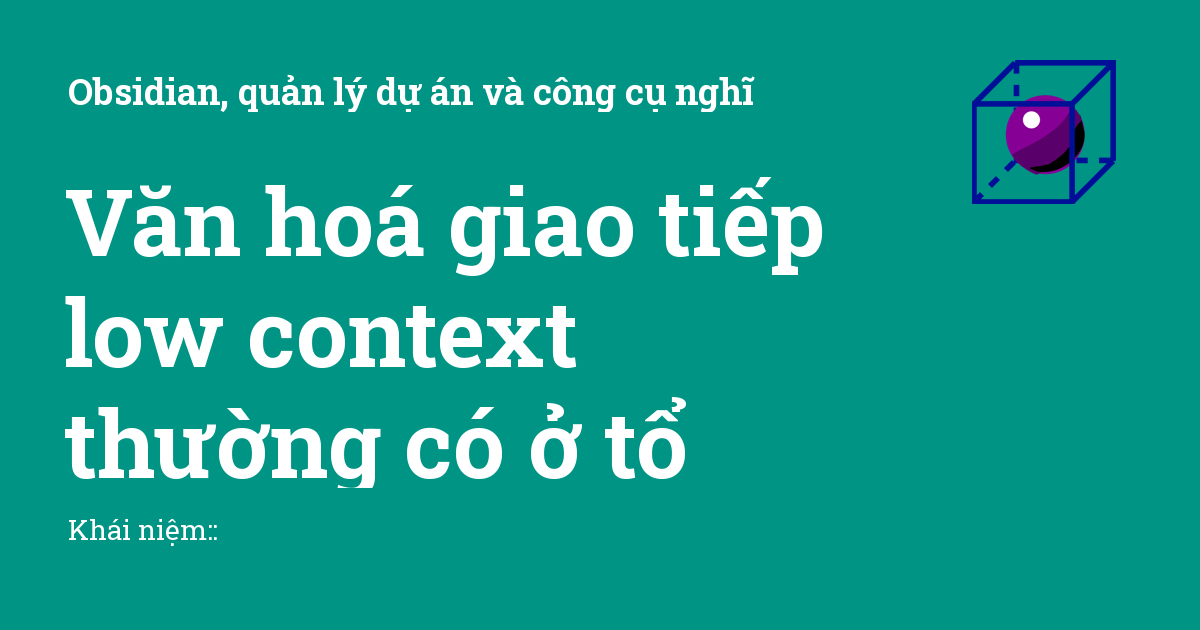 Obsidian, quản lý dự án và công cụ nghĩ
Văn hoá giao tiếp
low context
thường có ở tổ
Khái niệm::